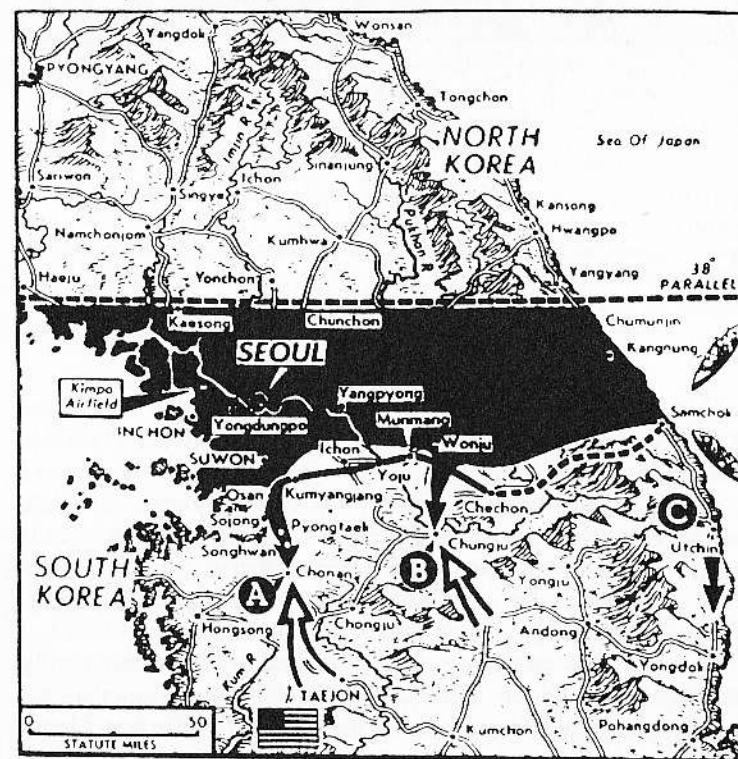 Wonsan
Yangdok
PYONGYANG
Tongchon
Imjin R
NORTH
KOREA
Sea Of Japan
Sinanjung
Sariwon
Singye
Ichon
Kansong
Hwangpo
Namchonjom
Kumhwa
Pukhan R
Haeju
Yonchon
Yangyang
38°
PARALLEL
Kaesong
Chunchon
Chumunjin
Kangnung
SEOUL
Kimpo
Airfield
Yangpyong
Samchok
INCHON
Yongdungpo
Munmang
Wonju
SUWON
Ichon
Yoju
Osan
Kumyangjang
Chechon
Sojong
Pyongtaek
C
Songhwan
Chungju
Utchin
SOUTH
KOREA
A
Chonan
B
Yongju
Hongsong
Chongju
Andong
Kum R
Yongdok
TAEJON
0
50
STATUTE MILES
Kumchon
Pohangdong